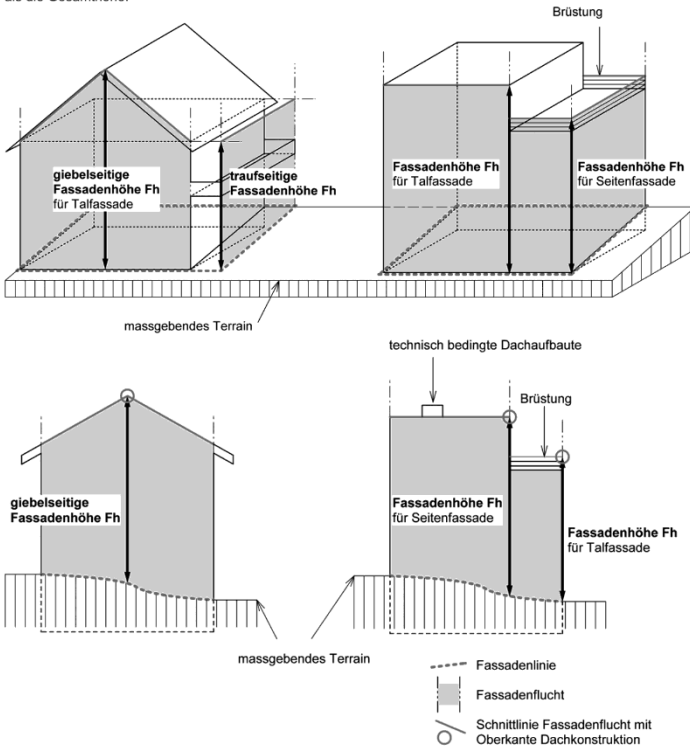 als die Gesamthöhe.
Brüstung
giebelseitige
Fassadenhöhe Fh
für Talfassade
traufseitige
Fassadenhöhe Fh
Fassadenhöhe Fh
für Talfassade
Fassadenhöhe Fh
für Seitenfassade
massgebendes Terrain
technisch bedingte Dachaufbaute
Brüstung
giebelseitige
Fassadenhöhe Fh
Fassadenhöhe Fh
für Seitenfassade
Fassadenhöhe Fh
für Talfassade
massgebendes Terrain
Fassadenlinie
Fassadenflucht
Schnittlinie Fassadenflucht mit
Oberkante Dachkonstruktion